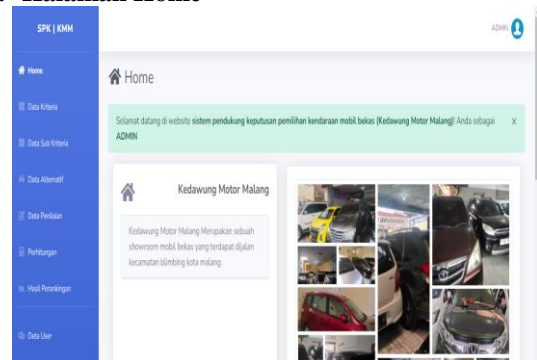 SPK | KMM
ADMIN
Home
Data Kriteria
Data Sub Kriteria
Data Alternatif
Data Penilaian
Perhitungan
Hasil Perankingan
Data User
Home
Selamat datang di website sistem pendukung keputusan pemilihan kendaraan mobil bekas (Kedawung Motor Malang)! Anda sebagai
ADMIN
x
Kedawung Motor Malang
Kedawung Motor Malang Merupakan sebuah
showroom mobil bekas yang terdapat dijalan
kecamatan blimbing kota malang